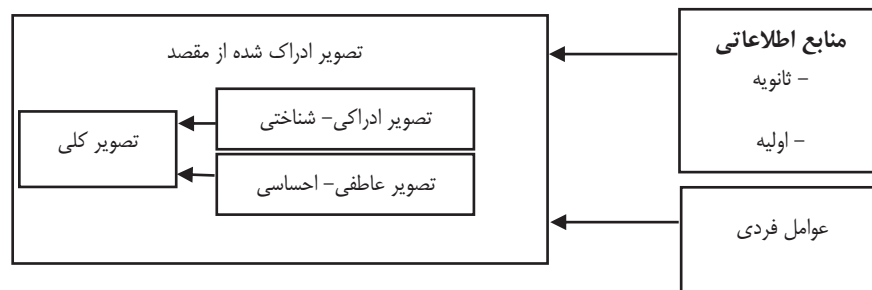 منابع اطلاعاتی
- ثانویه
- اولیه
عوامل فردی
تصویر ادراک شده از مقصد
تصویر ادراکی- شناختی
تصویر عاطفی- احساسی
تصویر کلی